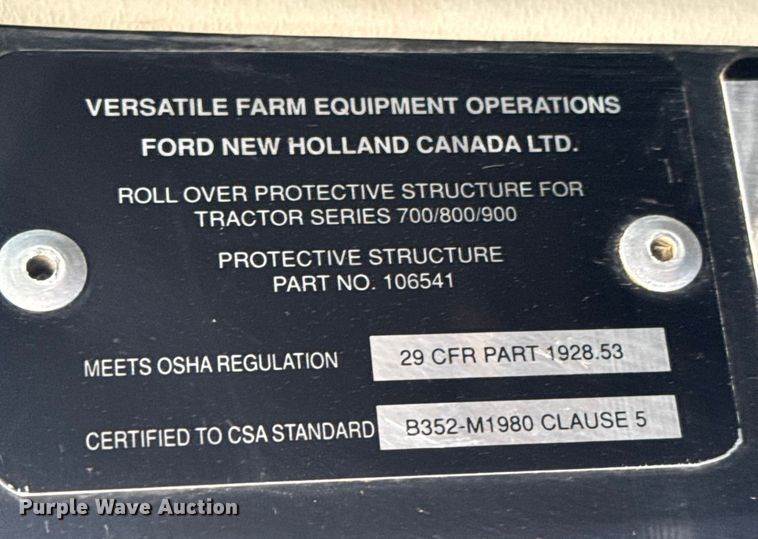 VERSATILE FARM EQUIPMENT OPERATIONS
FORD NEW HOLLAND CANADA LTD.
ROLL OVER PROTECTIVE STRUCTURE FOR
TRACTOR SERIES 700/800/900
PROTECTIVE STRUCTURE
PART NO. 106541
MEETS OSHA REGULATION 29 CFR PART 1928.53
CERTIFIED TO CSA STANDARD B352-M1980 CLAUSE 5
Purple Wave Auction